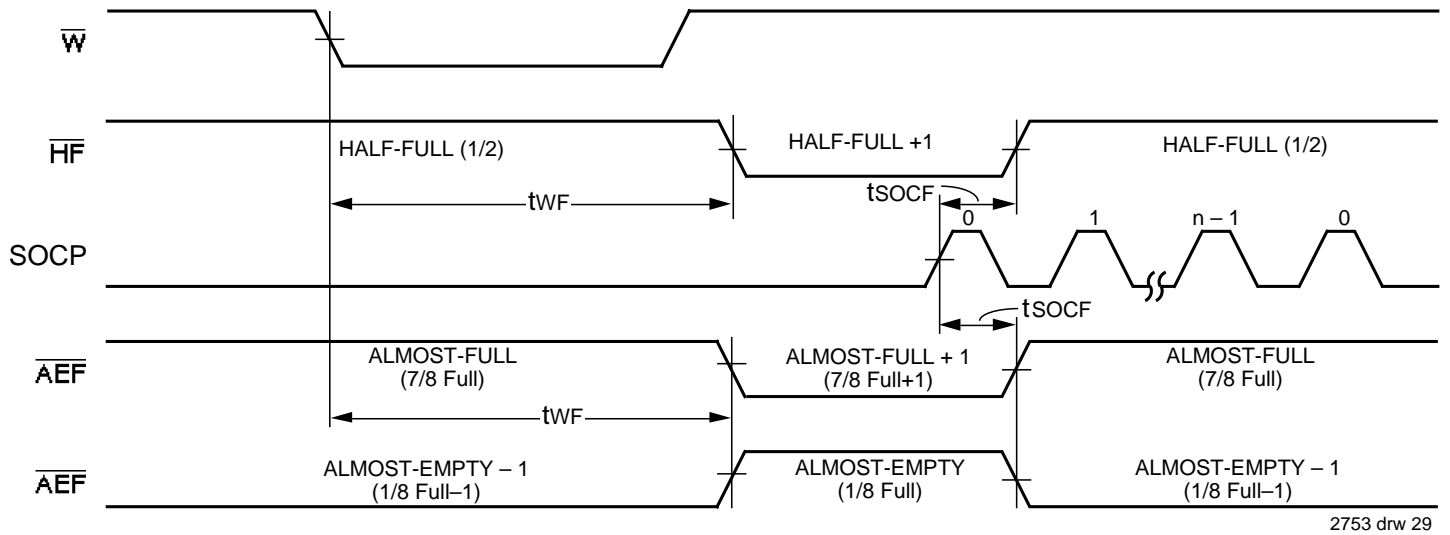 W
HF
HALF-FULL (1/2)
HALF-FULL +1
HALF-FULL (1/2)
tWF
tSOCF
SOCP
0
1
n – 1
0
tSOCF
AEF
ALMOST-FULL
(7/8 Full)
ALMOST-FULL + 1
(7/8 Full+1)
ALMOST-FULL
(7/8 Full)
tWF
AEF
ALMOST-EMPTY – 1
(1/8 Full–1)
ALMOST-EMPTY
(1/8 Full)
ALMOST-EMPTY – 1
(1/8 Full–1)
2753 drw 29